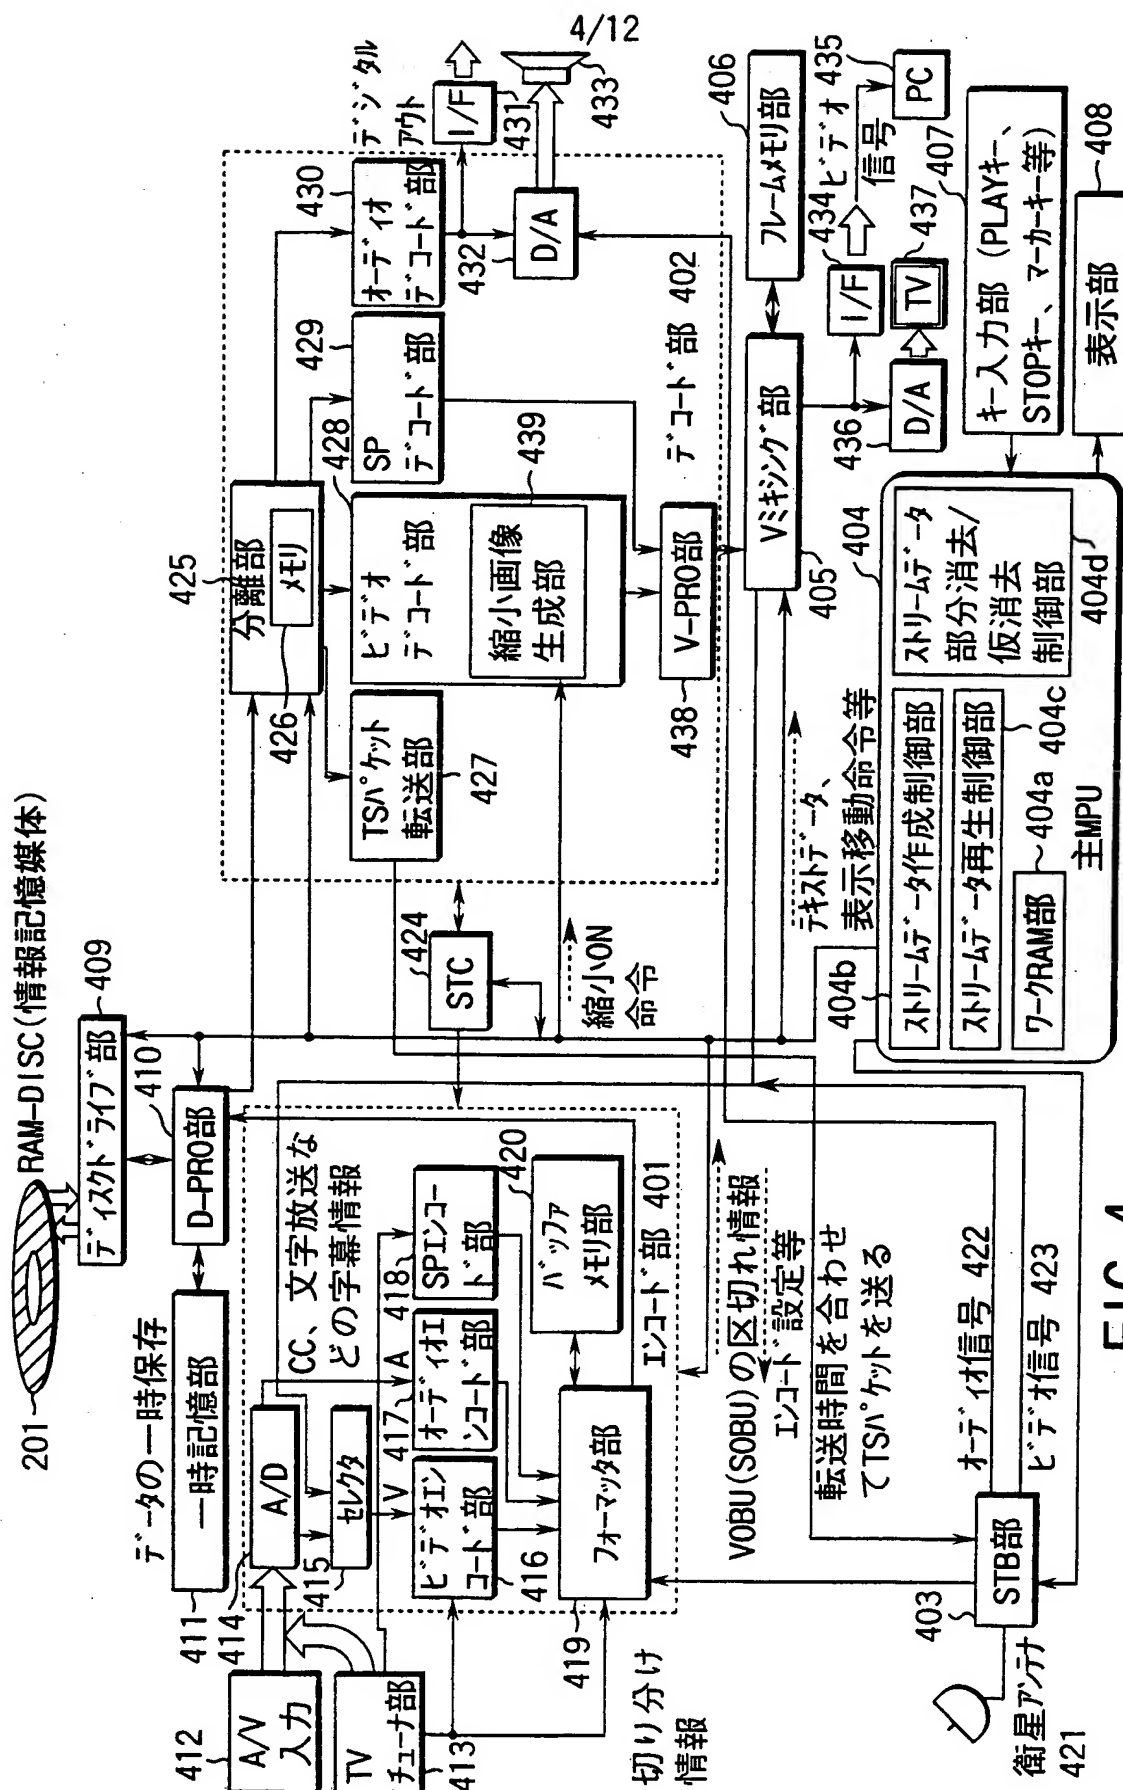 4/12
RAM-DISC(情報記憶媒体)
201
ディスクドライブ部
409
D-PRO部
410
データの一時保存
一時記憶部
411
A/V
入力
412
TV
チューナ部
413
切り分け
情報
A/D
414
セレクタ
415
CC、文字放送な
どの字幕情報
V
A
ビデオエン
コード部
416
オーディオエ
ンコード部
417
SPエンコー
ド部
418
フォーマッタ部
419
バッファ
メモリ部
420
エンコード部 401
STC
424
縮小ON
命令
分離部
425
メモリ
426
TSパケット
転送部
427
ビデオ
デコード部
428
縮小画像
生成部
439
SP
デコード部
429
オーディオ
デコード部
430
デジタル
アウト
I/F
431
D/A
432
433
V-PRO部
438
デコード部 402
Vミキシング部
405
フレームメモリ部
406
I/F
434
ビデオ
信号
PC
435
D/A
436
TV
437
キー入力部 (PLAYキー、
STOPキー、マーカーキー等)
407
表示部
408
テキストデータ、
表示移動命令等
404
404b
ストリームデータ作成制御部
ストリームデータ再生制御部
404c
ワークRAM部
404a
ストリームデータ
部分消去/
仮消去
制御部
404d
主MPU
VOBU(SOBU)の区切れ情報
エンコード設定等
転送時間を合わせ
てTSパケットを送る
オーディオ信号 422
ビデオ信号 423
STB部
403
衛星アンテナ
421
FIG. 4